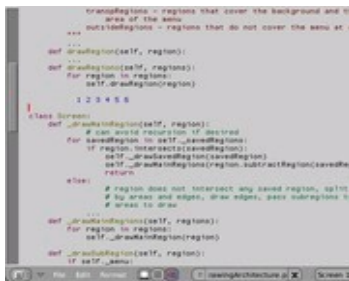 transpRegions - regions that cover the background and t
area of the menu
outsideRegions - regions that do not cover the menu at
"""
...
def drawRegion(self, region):
...
def drawRegions(self, regions):
for region in regions:
self.drawRegion(region)
1 2 3 4 5 6
class Screen:
def _drawMainRegion(self, region):
# can avoid recursion if desired
for savedRegion in self._savedRegions:
if region.intersects(savedRegion):
self._drawSavedRegion(savedRegion)
self._drawMainRegions(region.subtractRegion(savedRe
return
else:
# region does not intersect any saved region, split
# by areas and edges, draw edges, pass subregions t
# areas to draw
...
def _drawMainRegions(self, regions):
for region in regions:
self._drawMainRegion(region)
def _drawSubRegion(self, region):
if self._menu:
File Edit Format
rawingArchitecture.p
Screen 1